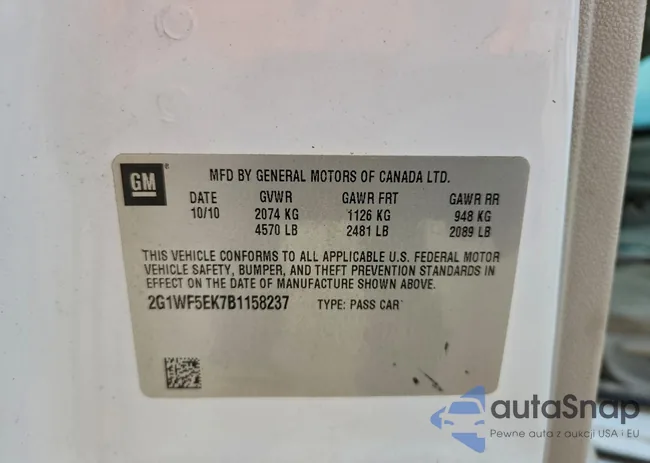 GM
MFD BY GENERAL MOTORS OF CANADA LTD.
DATE GVWR GAWR FRT GAWR RR
10/10 2074 KG 1126 KG 948 KG
4570 LB 2481 LB 2089 LB
THIS VEHICLE CONFORMS TO ALL APPLICABLE U.S. FEDERAL MOTOR
VEHICLE SAFETY, BUMPER, AND THEFT PREVENTION STANDARDS IN
EFFECT ON THE DATE OF MANUFACTURE SHOWN ABOVE.
2G1WF5EK7B1158237 TYPE: PASS CAR
autaSnap
Pewne auta z aukcji USA i EU